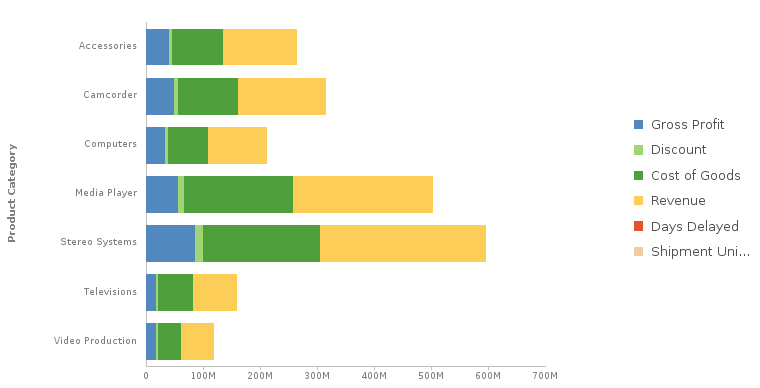 Product Category
Accessories
Camcorder
Computers
Media Player
Stereo Systems
Televisions
Video Production
0 100M 200M 300M 400M 500M 600M 700M
Gross Profit
Discount
Cost of Goods
Revenue
Days Delayed
Shipment Uni...